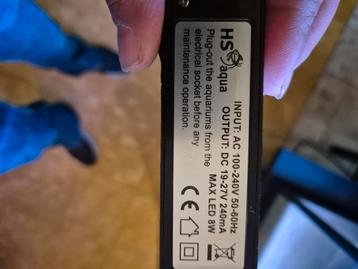 HS aqua
INPUT: AC 100-240V 50-60Hz
OUTPUT: DC 19-27V 240mA
MAX LED 8W
Plug-out the aquariums from the
electrical socket before any
maintenance operation.
CE